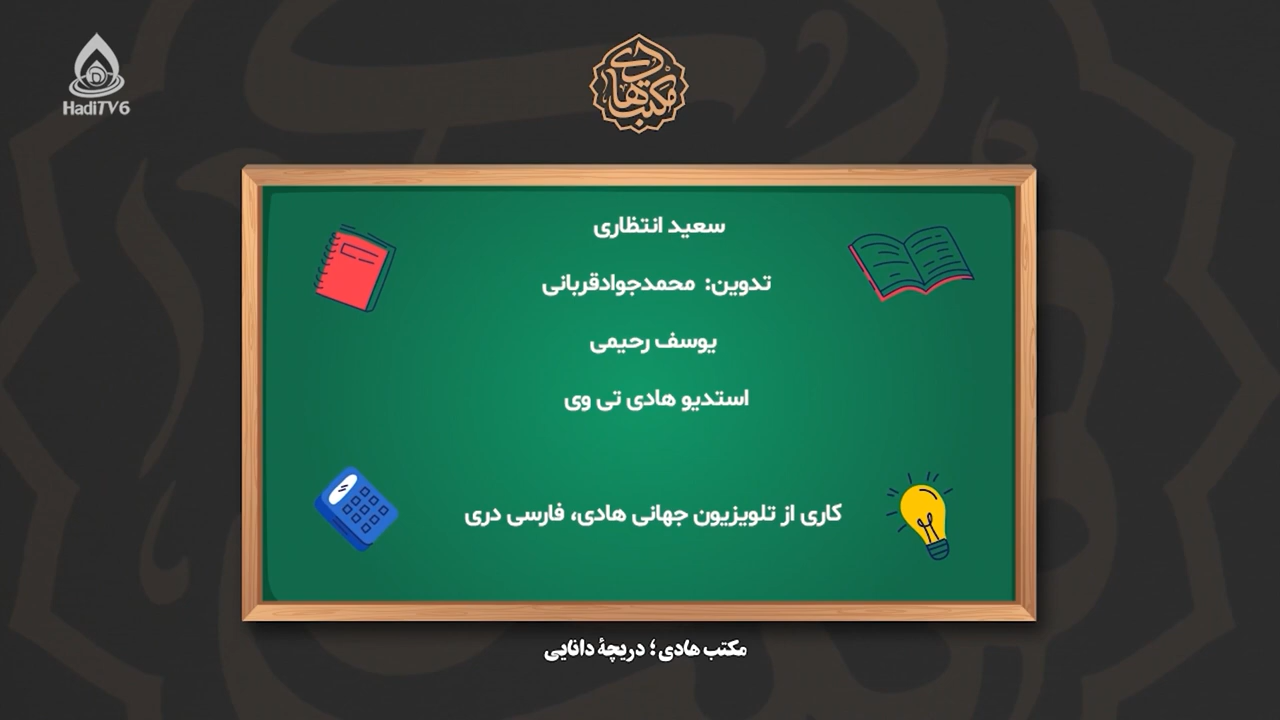 HadiTV6
مکتب هادی
سعید انتظاری
تدوین: محمدجوادقربانی
یوسف رحیمی
استدیو هادی تی وی
کاری از تلویزیون جهانی هادی، فارسی دری
مکتب هادی؛ دریچهٔ دانایی